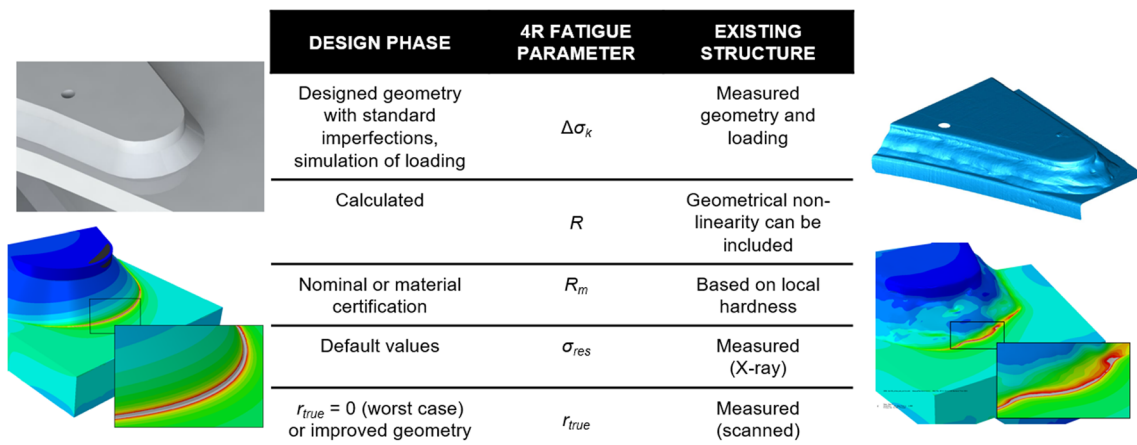 DESIGN PHASE
4R FATIGUE
PARAMETER
EXISTING
STRUCTURE
Designed geometry
with standard
imperfections,
simulation of loading
Δσk
Measured
geometry and
loading
Calculated
R
Geometrical non-
linearity can be
included
Nominal or material
certification
Rm
Based on local
hardness
Default values
σres
Measured
(X-ray)
rtrue = 0 (worst case)
or improved geometry
rtrue
Measured
(scanned)